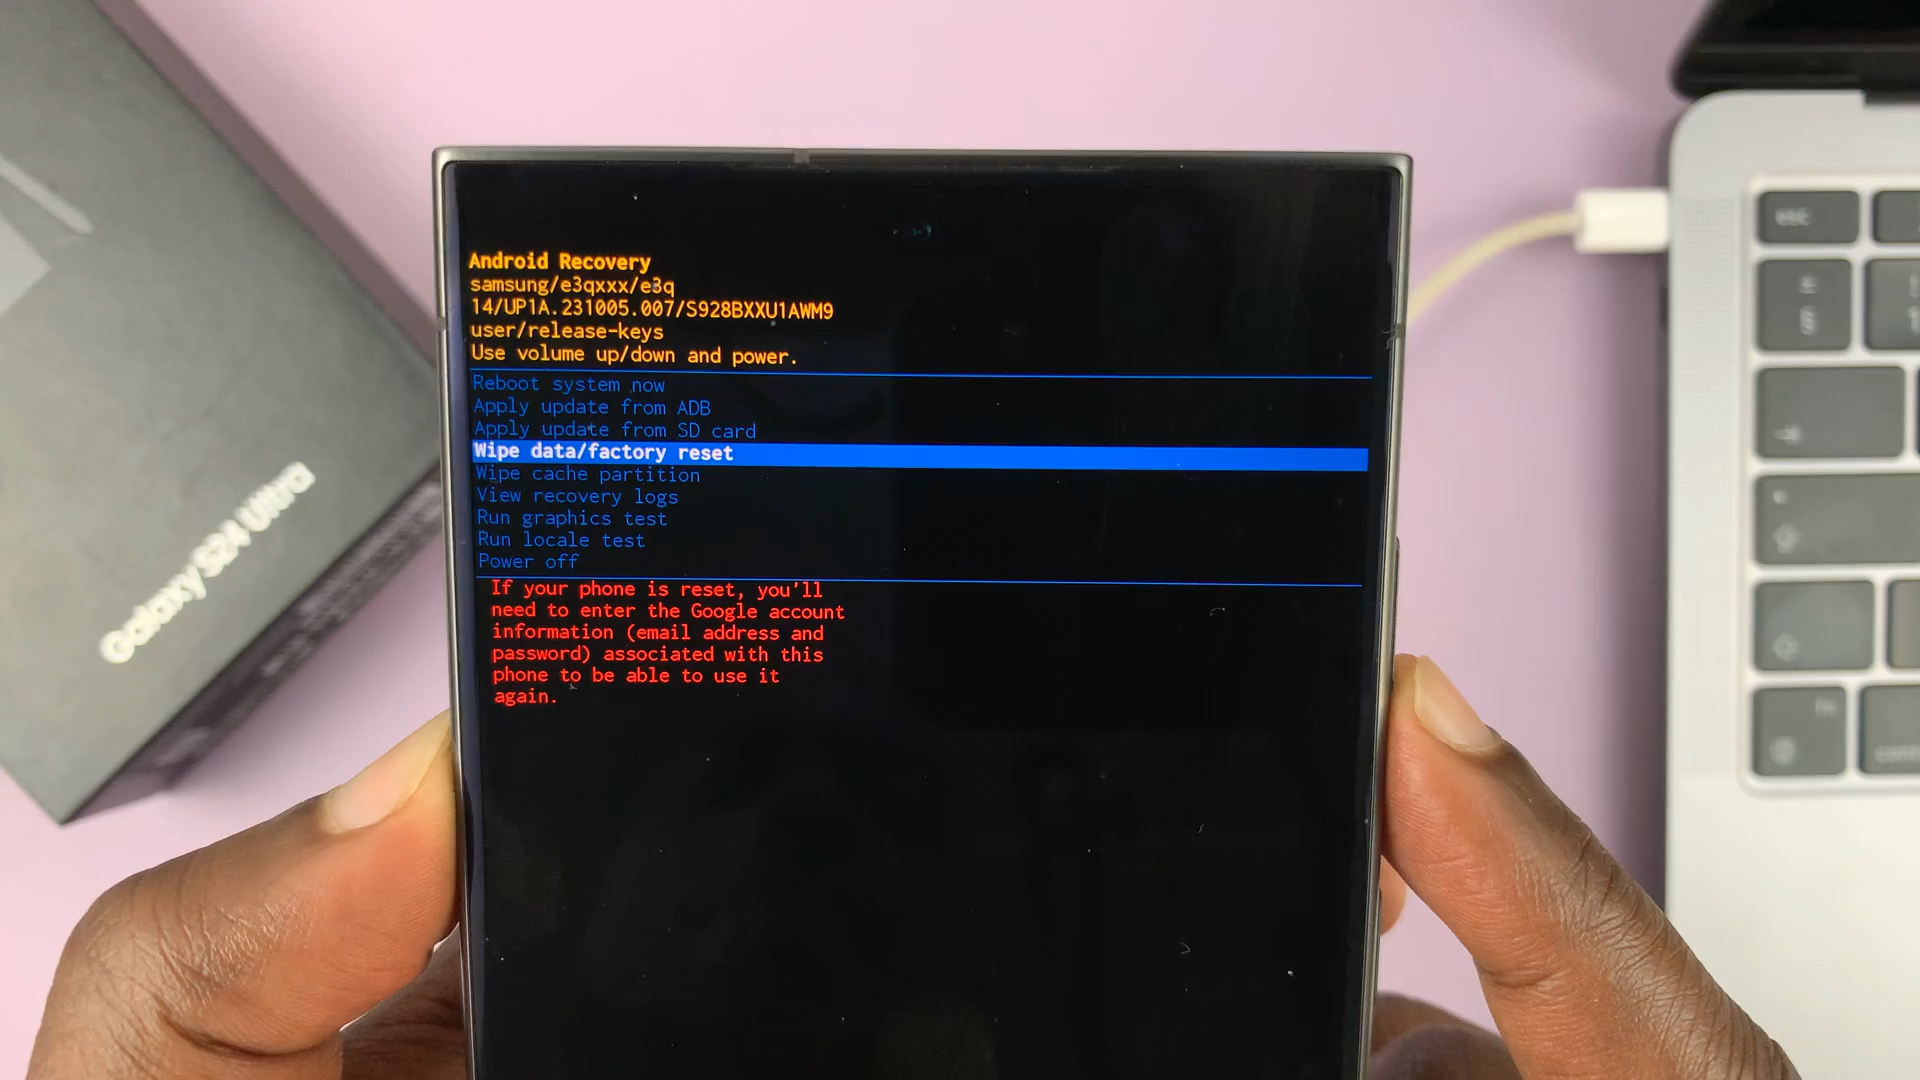 Android Recovery
samsung/e3qxxx/e3q
14/UP1A.231005.007/S928BXXU1AWM9
user/release-keys
Use volume up/down and power.
Reboot system now
Apply update from ADB
Apply update from SD card
Wipe data/factory reset
Wipe cache partition
View recovery logs
Run graphics test
Run locale test
Power off
If your phone is reset, you'll
need to enter the Google account
information (email address and
password) associated with this
phone to be able to use it
again.
Galaxy S24 Ultra
esc
fn